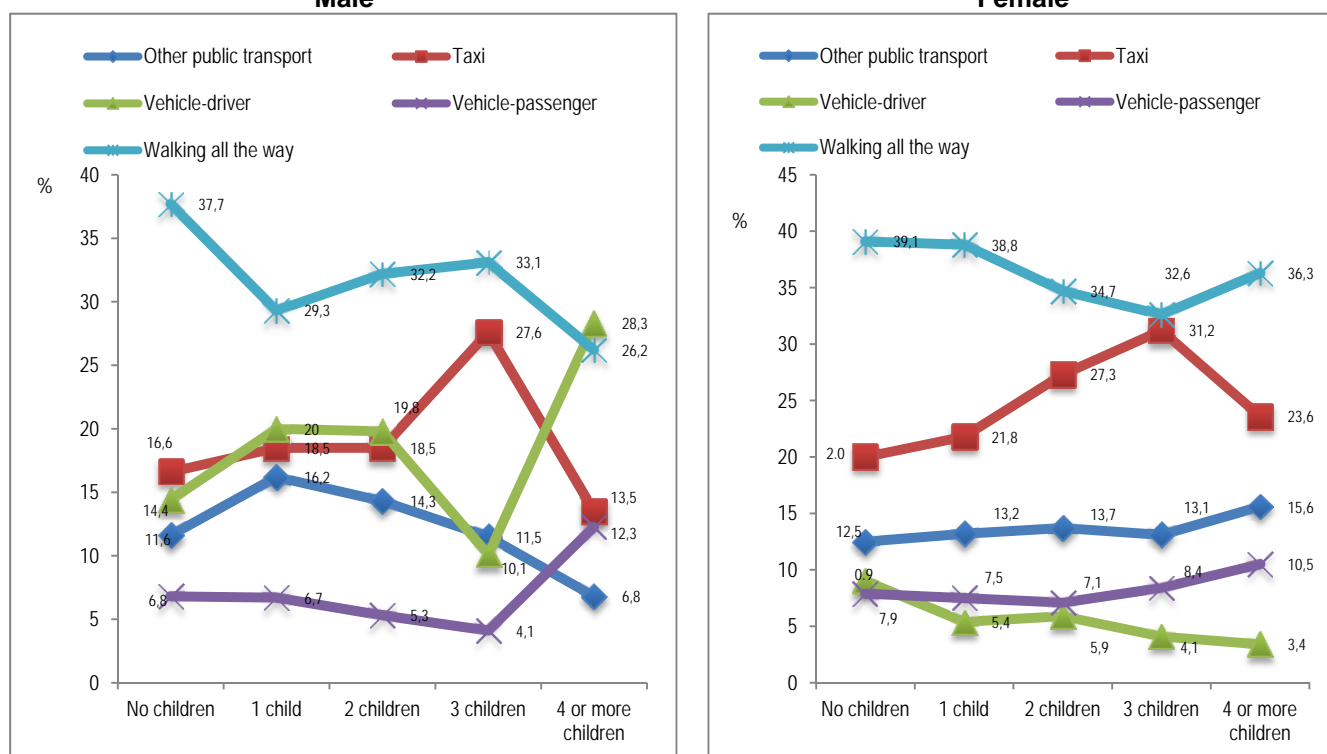 Male
Other public transport
Taxi
Vehicle-driver
Vehicle-passenger
Walking all the way
%
40
35
30
25
20
15
10
5
0
37,7
29,3
32,2
33,1
26,2
28,3
27,6
16,6
18,5
18,5
13,5
14,4
20
19,8
10,1
11,6
16,2
14,3
11,5
6,8
6,8
6,7
5,3
4,1
12,3
No children
1 child
2 children
3 children
4 or more
children
Female
Other public transport
Taxi
Vehicle-driver
Vehicle-passenger
Walking all the way
%
45
40
35
30
25
20
15
10
5
0
39,1
38,8
34,7
32,6
36,3
2.0
21,8
27,3
31,2
23,6
12,5
13,2
13,7
13,1
15,6
0,9
5,4
5,9
4,1
3,4
7,9
7,5
7,1
8,4
10,5
No children
1 child
2 children
3 children
4 or more
children